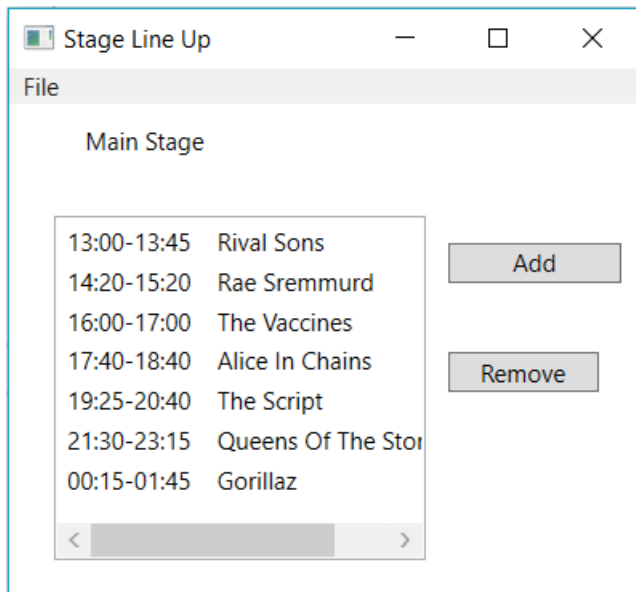 Stage Line Up
File
Main Stage
13:00-13:45 Rival Sons
14:20-15:20 Rae Sremmurd
16:00-17:00 The Vaccines
17:40-18:40 Alice In Chains
19:25-20:40 The Script
21:30-23:15 Queens Of The Stor
00:15-01:45 Gorillaz
Add
Remove